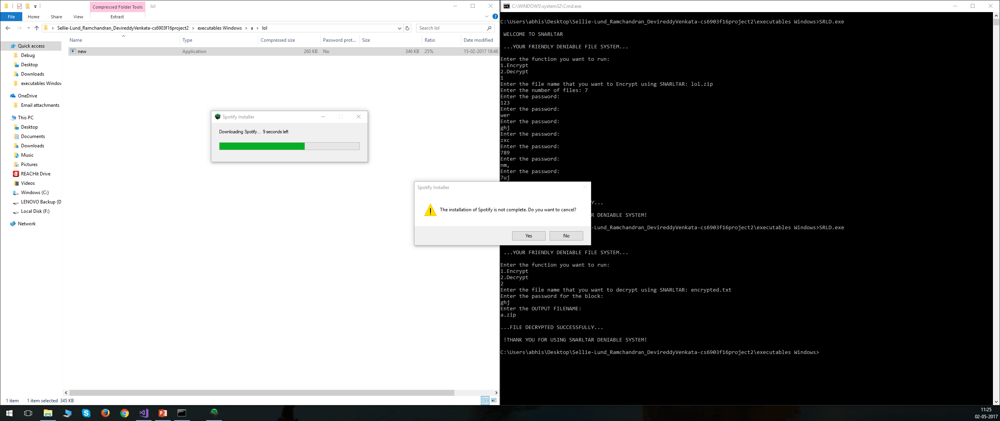 Compressed Folder Tools
lol
File
Home
Share
View
Extract
Sellie-Lund_Ramchandran_DevireddyVenkata-cs6903f16project2 > executables Windows > a > lol
Search lol
Name
Type
Compressed size
Password prot...
Size
Ratio
Date modified
new
Application
260 KB
No
346 KB
25%
15-02-2017 18:48
Quick access
Debug
Desktop
Downloads
executables Window
OneDrive
Email attachments
This PC
Desktop
Documents
Downloads
Music
Pictures
REACHit Drive
Videos
Windows (C:)
LENOVO Backup (D
Local Disk (F:)
Network
1 item
1 item selected 345 KB
Spotify Installer
Downloading Spotify... 9 seconds left
Spotify Installer
The installation of Spotify is not complete. Do you want to cancel?
Yes
No
C:\WINDOWS\system32\Cmd.exe
C:\Users\abhis\Desktop\Sellie-Lund_Ramchandran_DevireddyVenkata-cs6903f16project2\executables Windows>SRLD.exe
WELCOME TO SNARLTAR
...YOUR FRIENDLY DENIABLE FILE SYSTEM...
Enter the function you want to run:
1.Encrypt
2.Decrypt
1
Enter the file name that you want to Encrypt using SNARLTAR: lol.zip
Enter the number of files: 7
Enter the password:
123
Enter the password:
wer
Enter the password:
ghj
Enter the password:
zxc
Enter the password:
789
Enter the password:
nm,
Enter the password:
7uj
Y...
R DENIABLE SYSTEM!
-Lund_Ramchandran_DevireddyVenkata-cs6903f16project2\executables Windows>SRLD.exe
...YOUR FRIENDLY DENIABLE FILE SYSTEM...
Enter the function you want to run:
1.Encrypt
2.Decrypt
2
Enter the file name that you want to decrypt using SNARLTAR: encrypted.txt
Enter the password for the block:
ghj
Enter the OUTPUT FILENAME:
a.zip
...FILE DECRYPTED SUCCESSFULLY...
!THANK YOU FOR USING SNARLTAR DENIABLE SYSTEM!
C:\Users\abhis\Desktop\Sellie-Lund_Ramchandran_DevireddyVenkata-cs6903f16project2\executables Windows>
11:25
02-05-2017